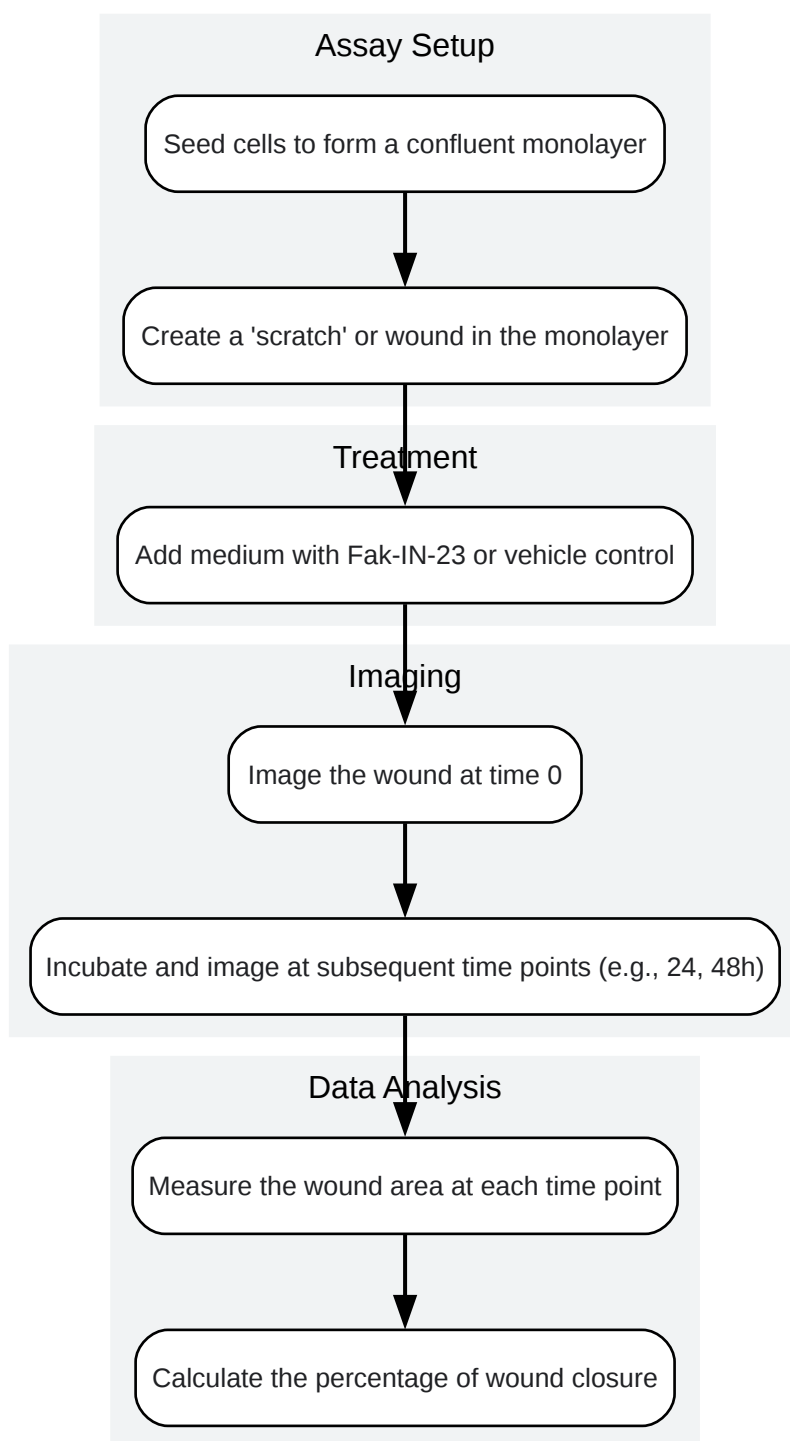 Assay Setup
Seed cells to form a confluent monolayer
Create a 'scratch' or wound in the monolayer
Treatment
Add medium with Fak-IN-23 or vehicle control
Imaging
Image the wound at time 0
Incubate and image at subsequent time points (e.g., 24, 48h)
Data Analysis
Measure the wound area at each time point
Calculate the percentage of wound closure